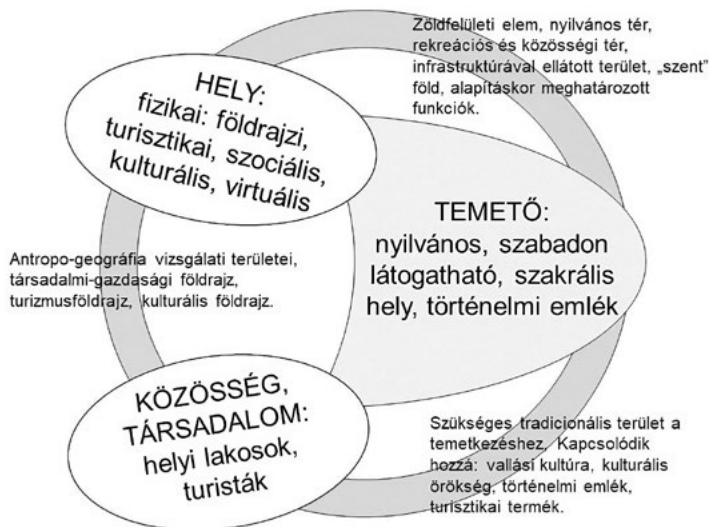 Zöldfelületi elem, nyilvános tér,
rekreációs és közösségi tér,
infrastruktúrával ellátott terület, „szent”
föld, alapításkor meghatározott
funkciók.
HELY:
fizikai: földrajzi,
turisztikai, szociális,
kulturális, virtuális
TEMETŐ:
nyilvános, szabadon
látogatható, szakrális
hely, történelmi emlék
Antropo-geográfia vizsgálati területei,
társadalmi-gazdasági földrajz,
turizmusföldrajz, kulturális földrajz.
KÖZÖSSÉG,
TÁRSADALOM:
helyi lakosok,
turisták
Szükséges tradicionális terület a
temetkezéshez, Kapcsolódik
hozzá: vallási kultúra, kulturális
örökség, történelmi emlék,
turisztikai termék.